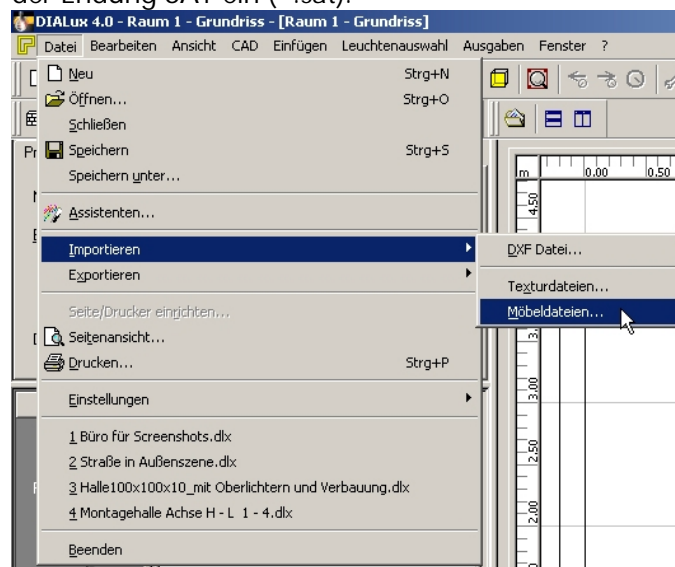 der Endung SAT ein (*.sat).
DIALux 4.0 - Raum 1 - Grundriss - [Raum 1 - Grundriss]
Datei Bearbeiten Ansicht CAD Einfügen Leuchtenauswahl Ausgaben Fenster ?
Neu Strg+N
Öffnen... Strg+O
Schließen
Speichern Strg+S
Speichern unter...
Assistenten...
Importieren
Exportieren
Seite/Drucker einrichten...
Seitenansicht...
Drucken... Strg+P
Einstellungen
1 Büro für Screenshots.dlx
2 Straße in Außenszene.dlx
3 Halle100x100x10_mit Oberlichtern und Verbauung.dlx
4 Montagehalle Achse H - L 1 - 4.dlx
Beenden
DXF Datei...
Texturdateien...
Möbeldateien...
m 0.00 0.50
4.50
3.00
2.50
2.00